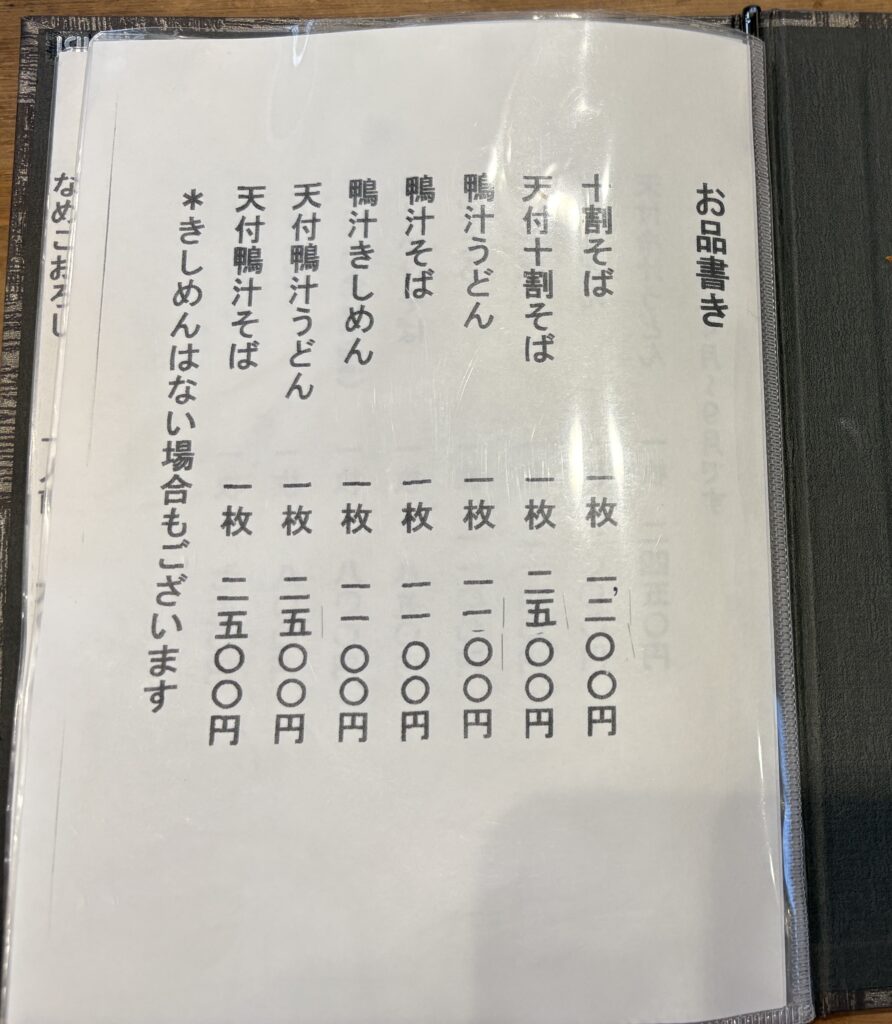 お品書き
十割そば 一枚 一、二〇〇円
天付十割そば 一枚 二五〇〇円
鴨汁うどん 一枚 一一〇〇円
鴨汁そば 一枚 一一〇〇円
鴨汁きしめん 一枚 一一〇〇円
天付鴨汁うどん 一枚 二五〇〇円
天付鴨汁そば 一枚 二五〇〇円
＊きしめんはない場合もございます
なめこおろし